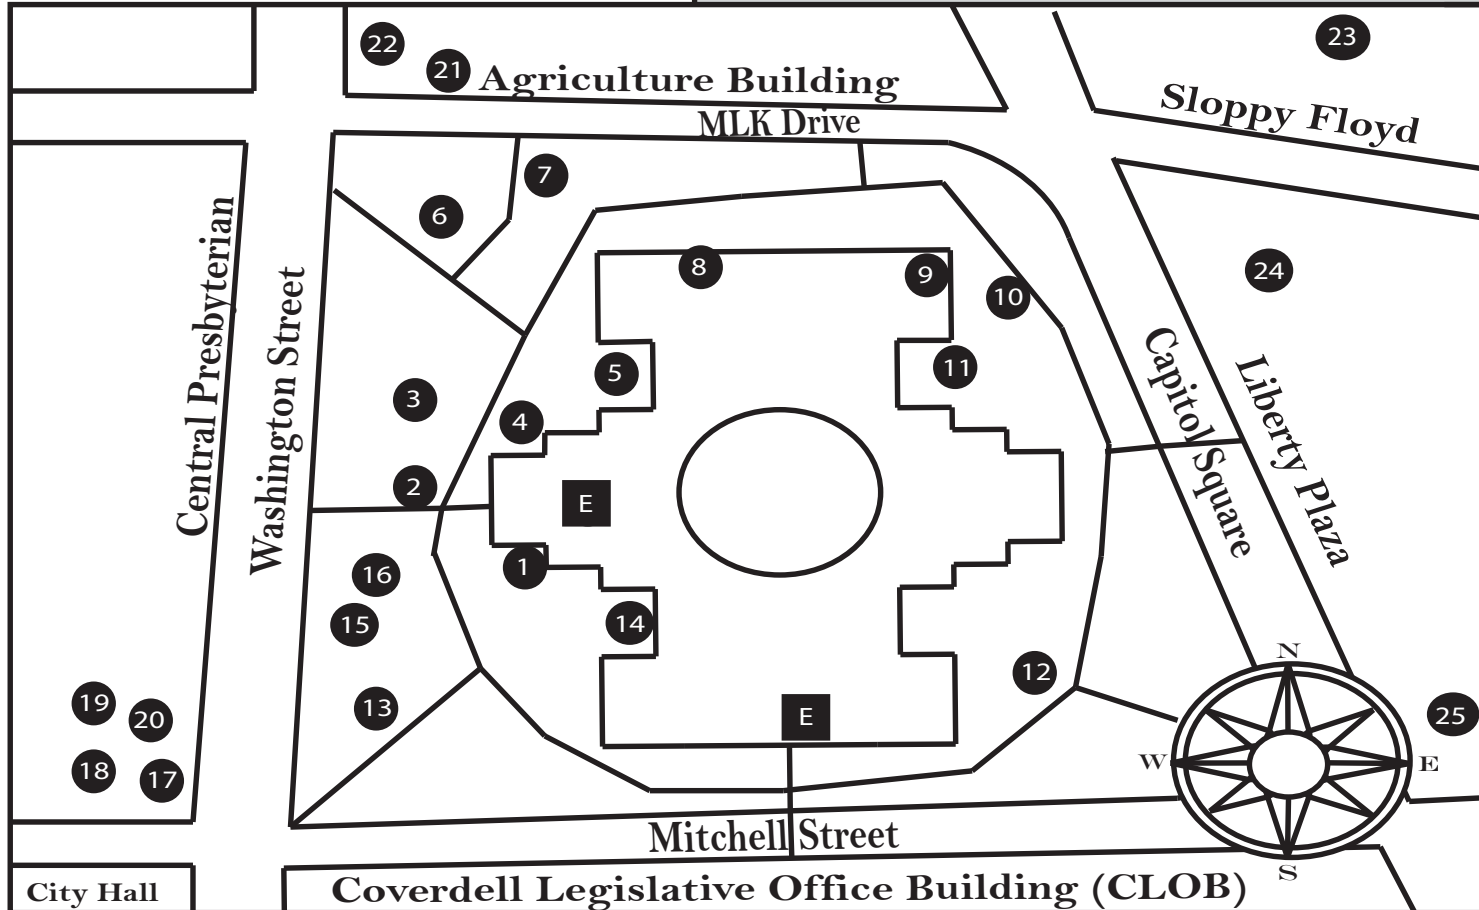 22
23
21
Agriculture Building
Sloppy Floyd
MLK Drive
7
6
8
9
24
10
Central Presbyterian
Washington Street
5
11
3
4
Capitol Square
Liberty Plaza
2
E
1
16
15
14
12
N
19
20
13
E
25
18
17
W
E
Mitchell Street
S
City Hall
Coverdell Legislative Office Building (CLOB)